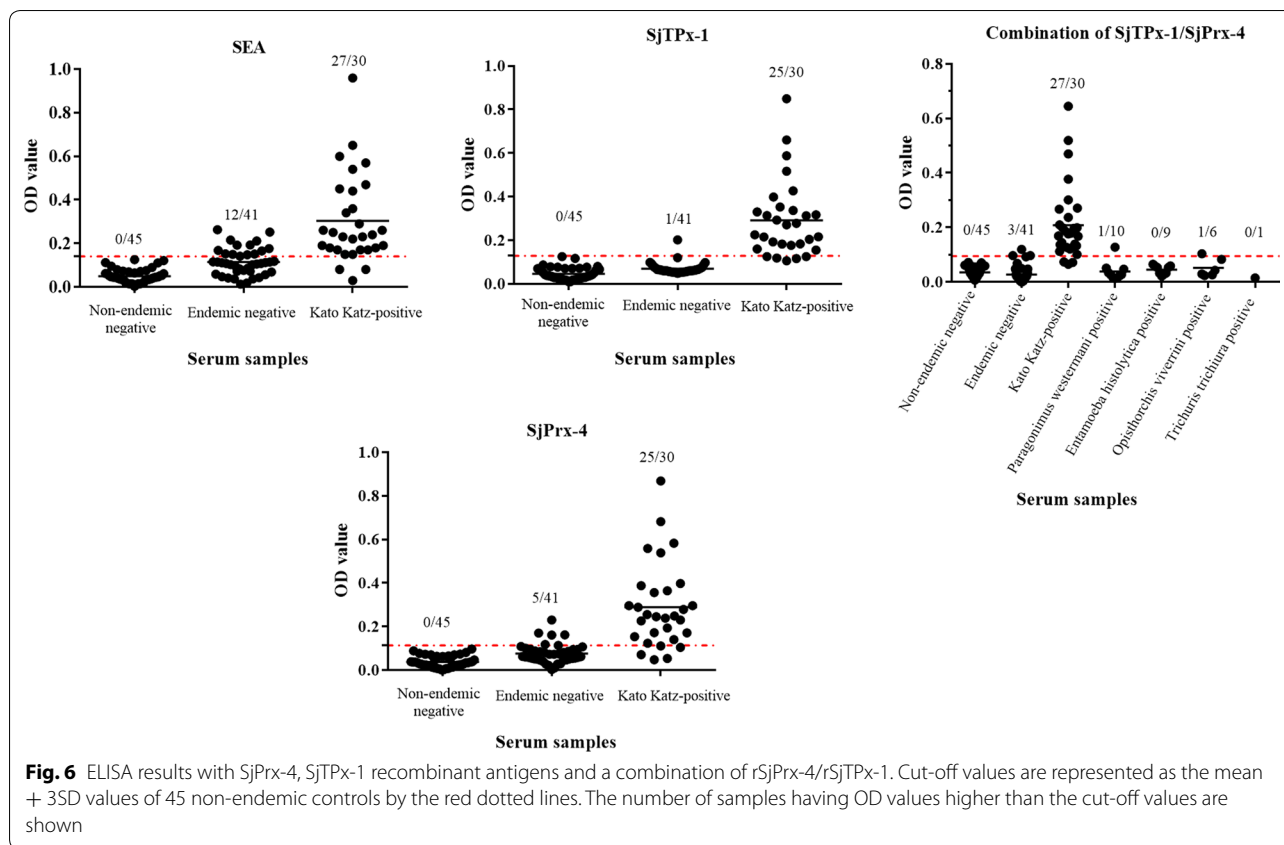 SEA
27/30
12/41
0/45
OD value
1.0
0.8
0.6
0.4
0.2
0.0
Non-endemic
negative
Endemic negative
Kato Katz-positive
Serum samples
SjTPx-1
25/30
0/45
1/41
OD value
1.0
0.8
0.6
0.4
0.2
0.0
Non-endemic
negative
Endemic negative
Kato Katz-positive
Serum samples
Combination of SjTPx-1/SjPrx-4
27/30
0/45 3/41 1/10 0/9 1/6 0/1
OD value
0.8
0.6
0.4
0.2
0.0
Non-endemic negative
Endemic negative
Kato Katz-positive
Paragonimus westermani positive
Entamoeba histolytica positive
Opisthorchis viverrini positive
Trichuris trichiura positive
Serum samples
SjPrx-4
25/30
0/45
5/41
OD value
1.0
0.8
0.6
0.4
0.2
0.0
Non-endemic
negative
Endemic negative
Kato Katz-positive
Serum samples
Fig. 6 ELISA results with SjPrx-4, SjTPx-1 recombinant antigens and a combination of rSjPrx-4/rSjTPx-1. Cut-off values are represented as the mean
+ 3SD values of 45 non-endemic controls by the red dotted lines. The number of samples having OD values higher than the cut-off values are
shown